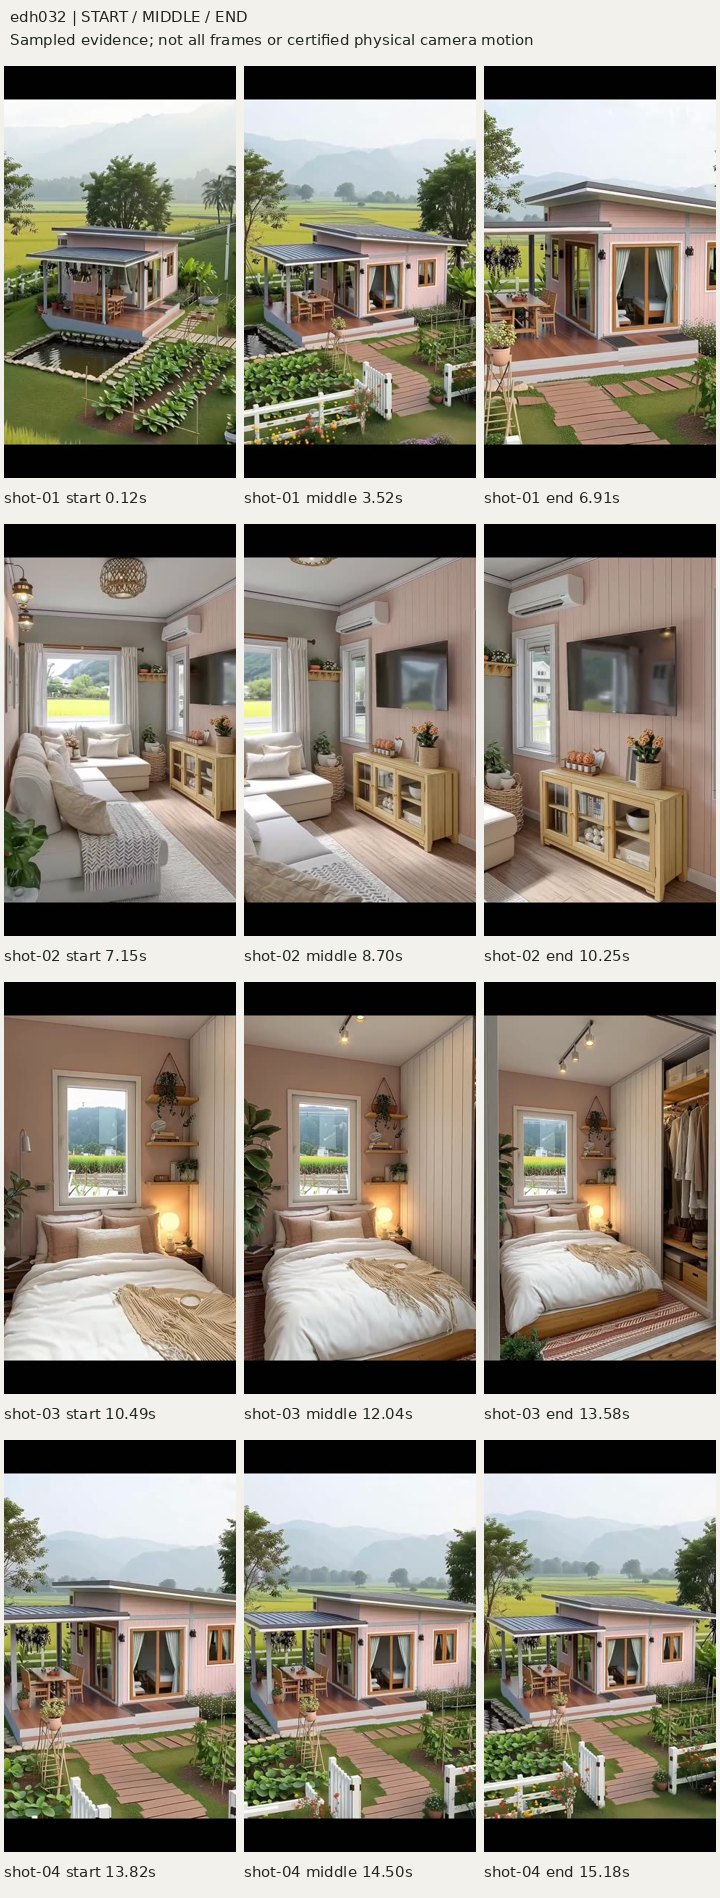 edh032 | START / MIDDLE / END
Sampled evidence; not all frames or certified physical camera motion
shot-01 start 0.12s
shot-01 middle 3.52s
shot-01 end 6.91s
shot-02 start 7.15s
shot-02 middle 8.70s
shot-02 end 10.25s
shot-03 start 10.49s
shot-03 middle 12.04s
shot-03 end 13.58s
shot-04 start 13.82s
shot-04 middle 14.50s
shot-04 end 15.18s